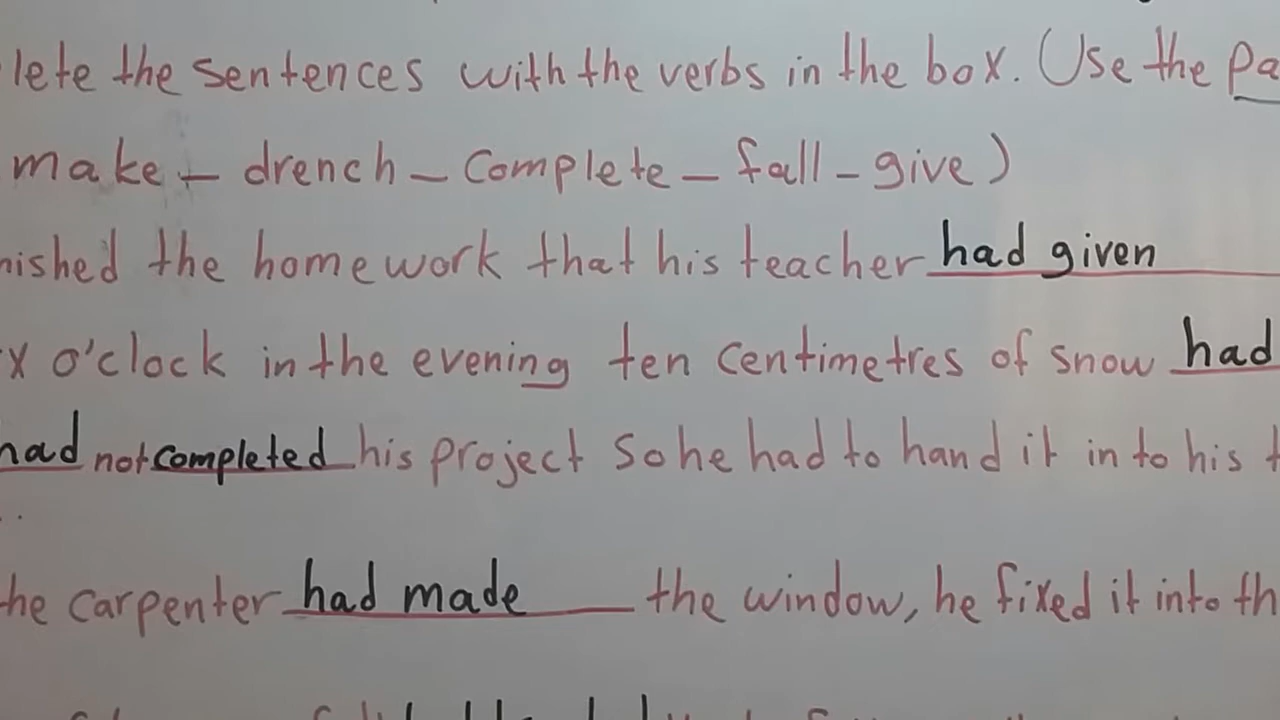 lete the sentences with the verbs in the box. (Use the pa
make - drench - complete - fall - give)
nished the homework that his teacher had given
x o'clock in the evening ten centimetres of snow had
had not completed his project so he had to hand it in to his t
he carpenter had made the window, he fixed it into th